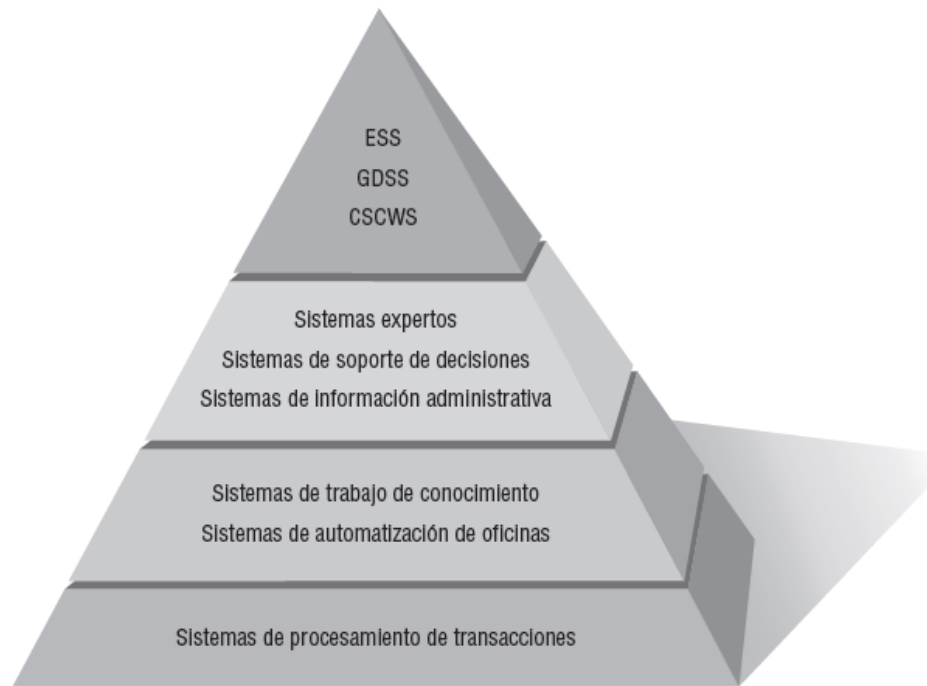 ESS
GDSS
CSCWS
Sistemas expertos
Sistemas de soporte de decisiones
Sistemas de información administrativa
Sistemas de trabajo de conocimiento
Sistemas de automatización de oficinas
Sistemas de procesamiento de transacciones